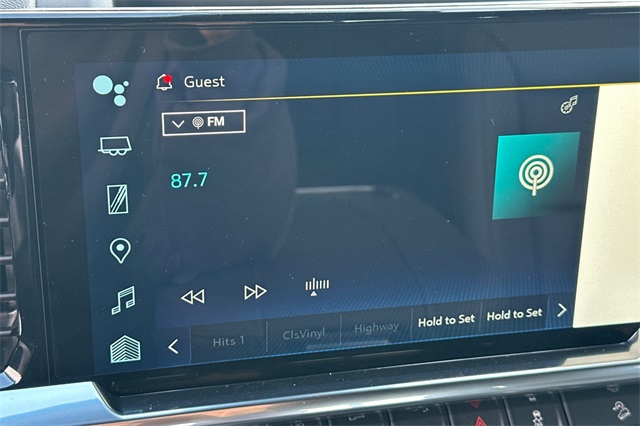 Guest
FM
87.7
Hits 1 ClsVinyl Highway Hold to Set Hold to Set